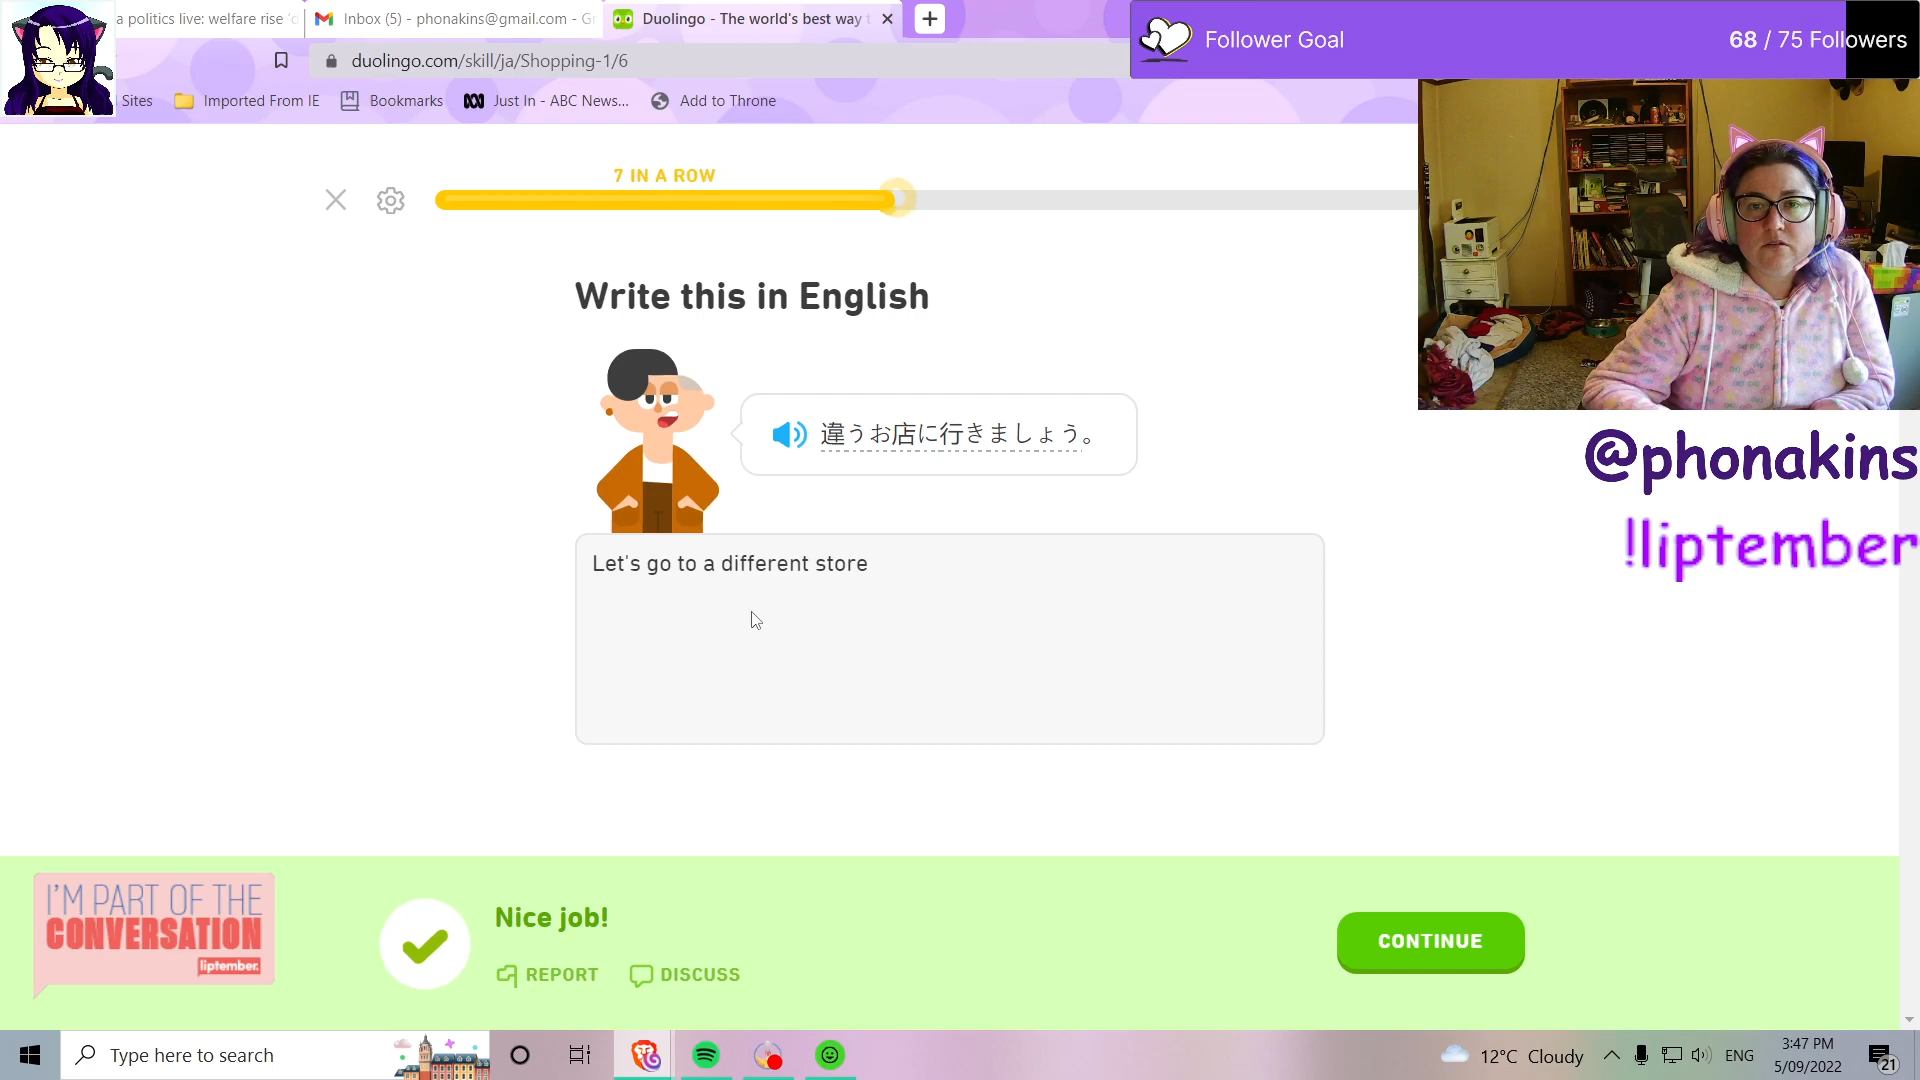 a politics live: welfare rise 'o
Inbox (5) - phonakins@gmail.com - Gr
Duolingo - The world's best way t
Follower Goal
68 / 75 Followers
duolingo.com/skill/ja/Shopping-1/6
Sites
Imported From IE
Bookmarks
Just In - ABC News...
Add to Throne
7 IN A ROW
Write this in English
違うお店に行きましょう。
@phonakins
!liptember
Let's go to a different store
I'M PART OF THE
CONVERSATION
liptember.
Nice job!
REPORT
DISCUSS
CONTINUE
Type here to search
12°C Cloudy
ENG
3:47 PM
5/09/2022
21